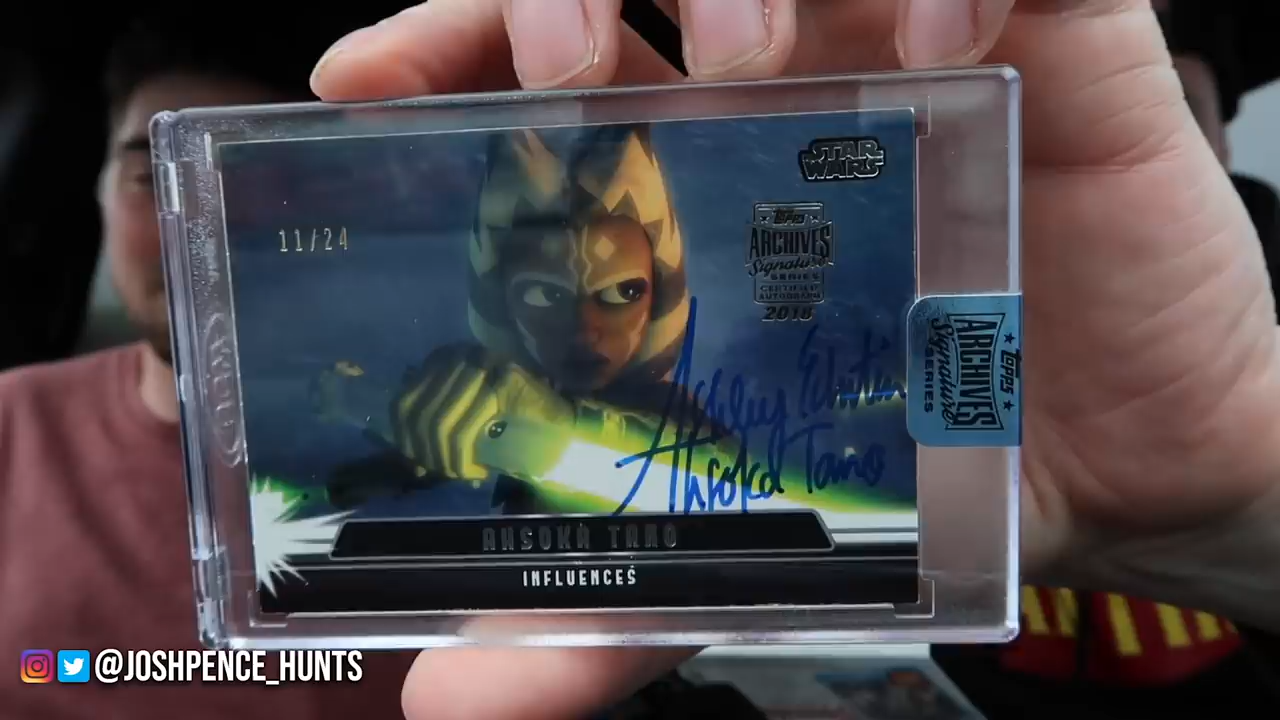 STAR
WARS
11/24
Topps
ARCHIVES
Signature
SERIES
CERTIFIED
AUTOGRAPH
2018
Ashley Eckstein
Ahsoka Tano
Topps
ARCHIVES
Signature
SERIES
AHSOKA TANO
INFLUENCES
@JOSHPENCE_HUNTS